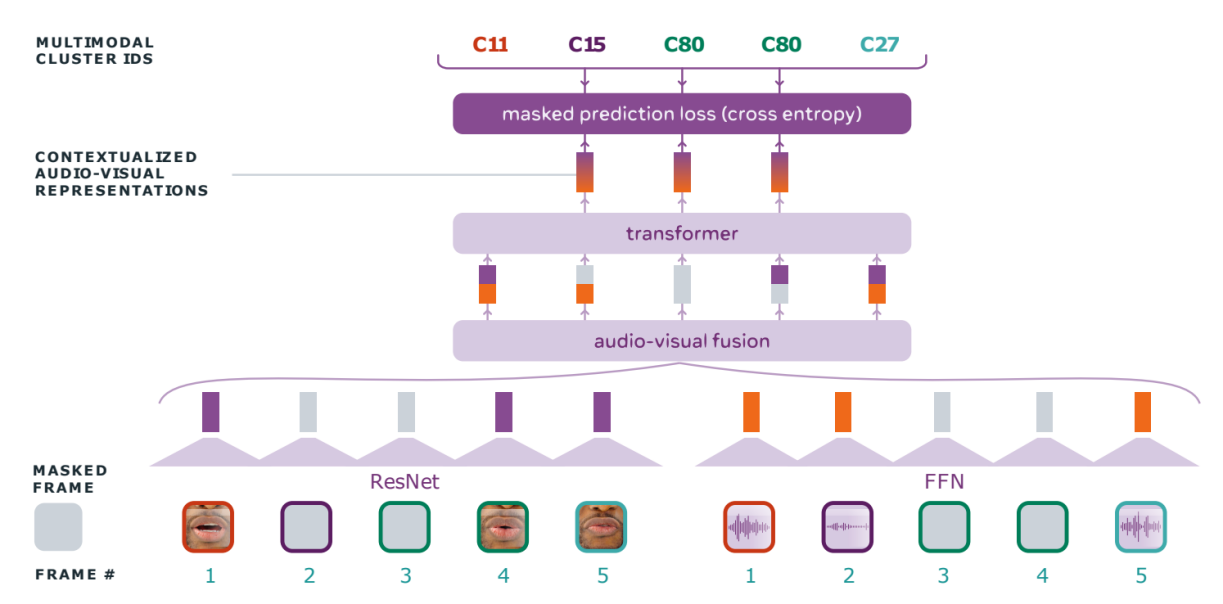 MULTIMODAL
CLUSTER IDS
C11 C15 C80 C80 C27
masked prediction loss (cross entropy)
CONTEXTUALIZED
AUDIO-VISUAL
REPRESENTATIONS
transformer
audio-visual fusion
MASKED
FRAME
ResNet FFN
FRAME # 1 2 3 4 5 1 2 3 4 5